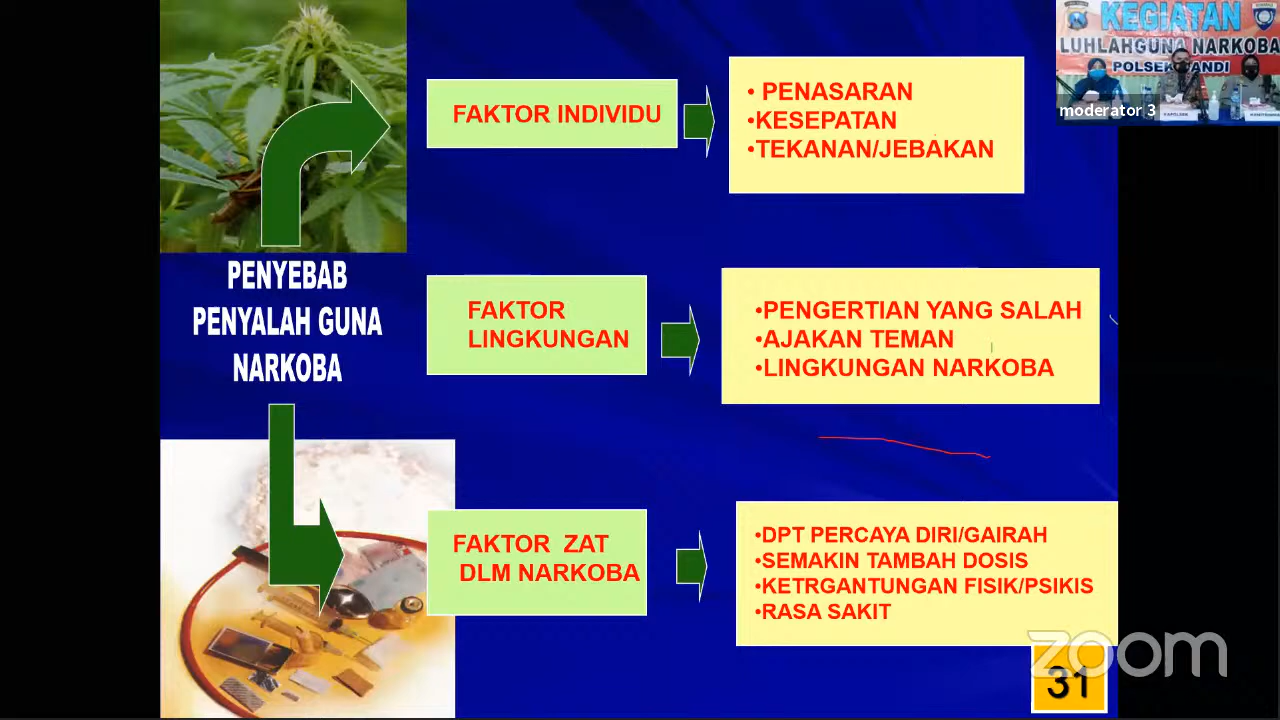 PENYEBAB
PENYALAH GUNA
NARKOBA
FAKTOR INDIVIDU
• PENASARAN
•KESEPATAN
•TEKANAN/JEBAKAN
FAKTOR
LINGKUNGAN
•PENGERTIAN YANG SALAH
•AJAKAN TEMAN
•LINGKUNGAN NARKOBA
FAKTOR ZAT
DLM NARKOBA
•DPT PERCAYA DIRI/GAIRAH
•SEMAKIN TAMBAH DOSIS
•KETRGANTUNGAN FISIK/PSIKIS
•RASA SAKIT
KEGIATAN
LUHLAHGUNA NARKOBA
POLSEK
moderator 3
zoom
31